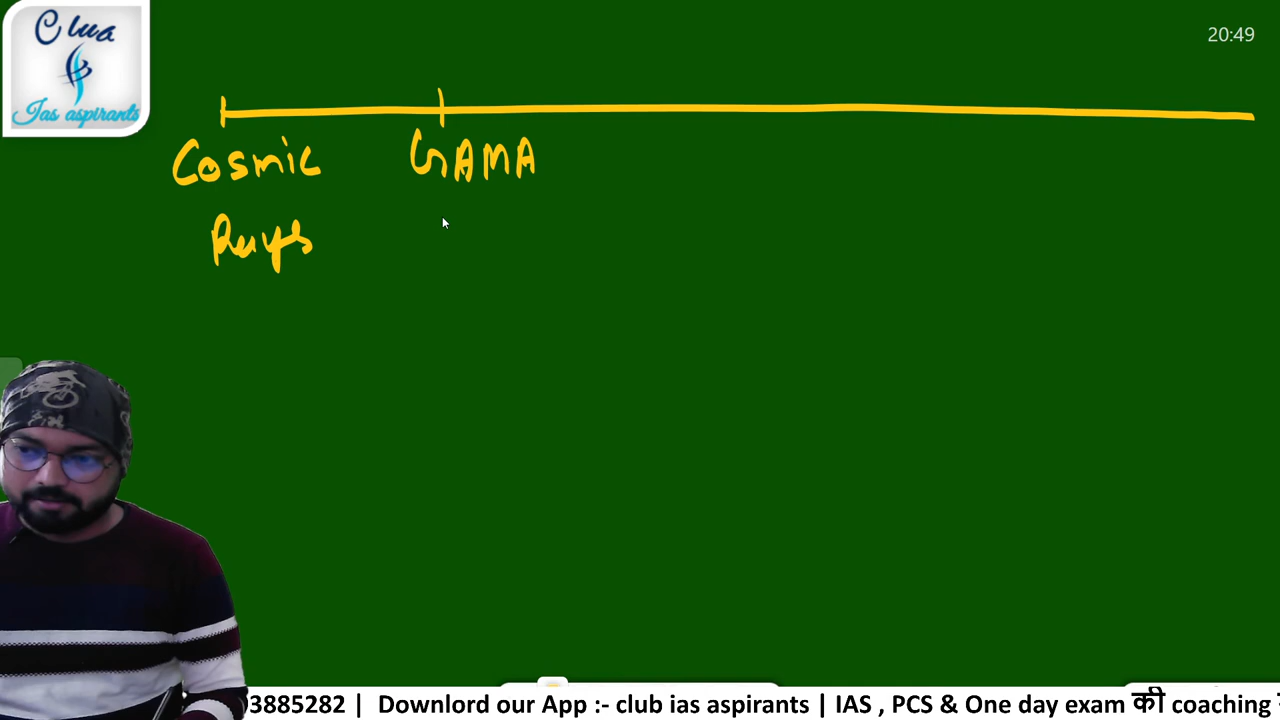 Clua
Ias aspirants
20:49
Cosmic GAMA
Rays
3885282 | Downlord our App :- club ias aspirants | IAS , PCS & One day exam की coaching